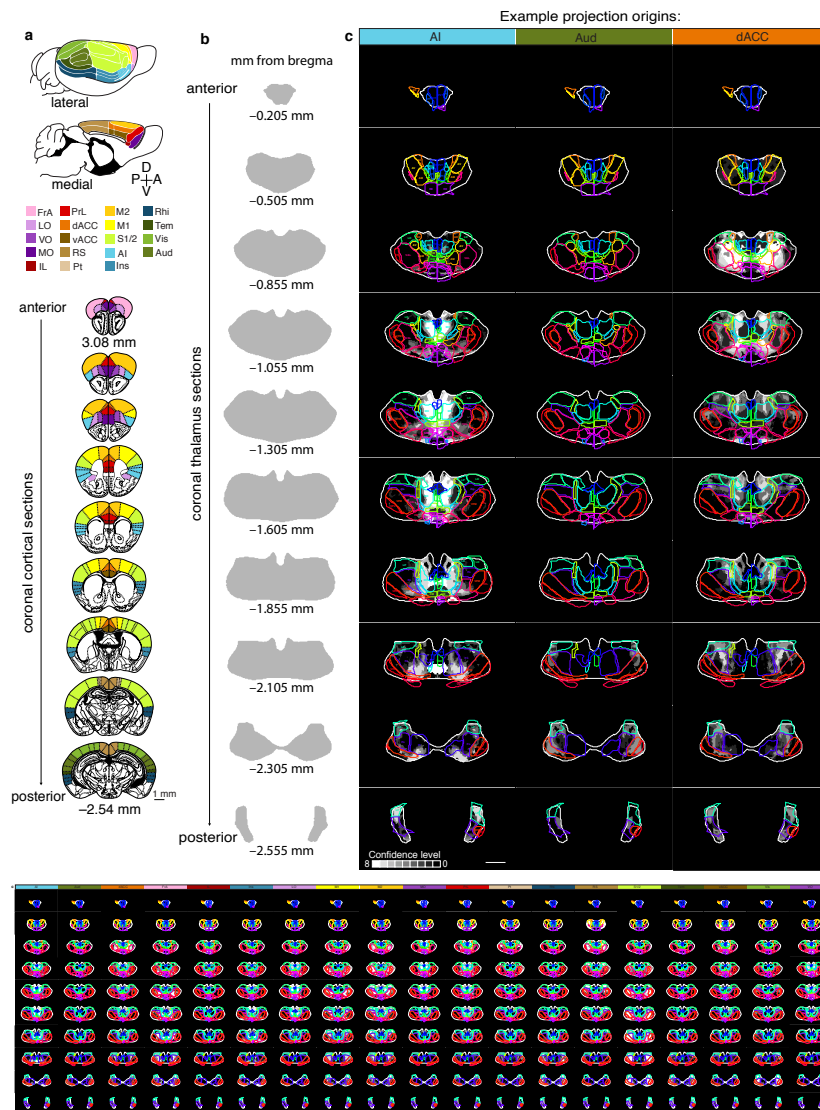 Example projection origins:
a
b
c
AI
Aud
dACC
mm from bregma
lateral
anterior
−0.205 mm
medial
D
P
A
V
−0.505 mm
FrA
PrL
M2
Rhi
LO
dACC
M1
Tem
VO
vACC
S1/2
Vis
MO
RS
AI
Aud
IL
Pt
Ins
−0.855 mm
anterior
3.08 mm
−1.055 mm
−1.305 mm
coronal cortical sections
coronal thalamus sections
−1.605 mm
−1.855 mm
−2.105 mm
−2.305 mm
posterior
1 mm
−2.54 mm
posterior
−2.555 mm
Confidence level
8
0